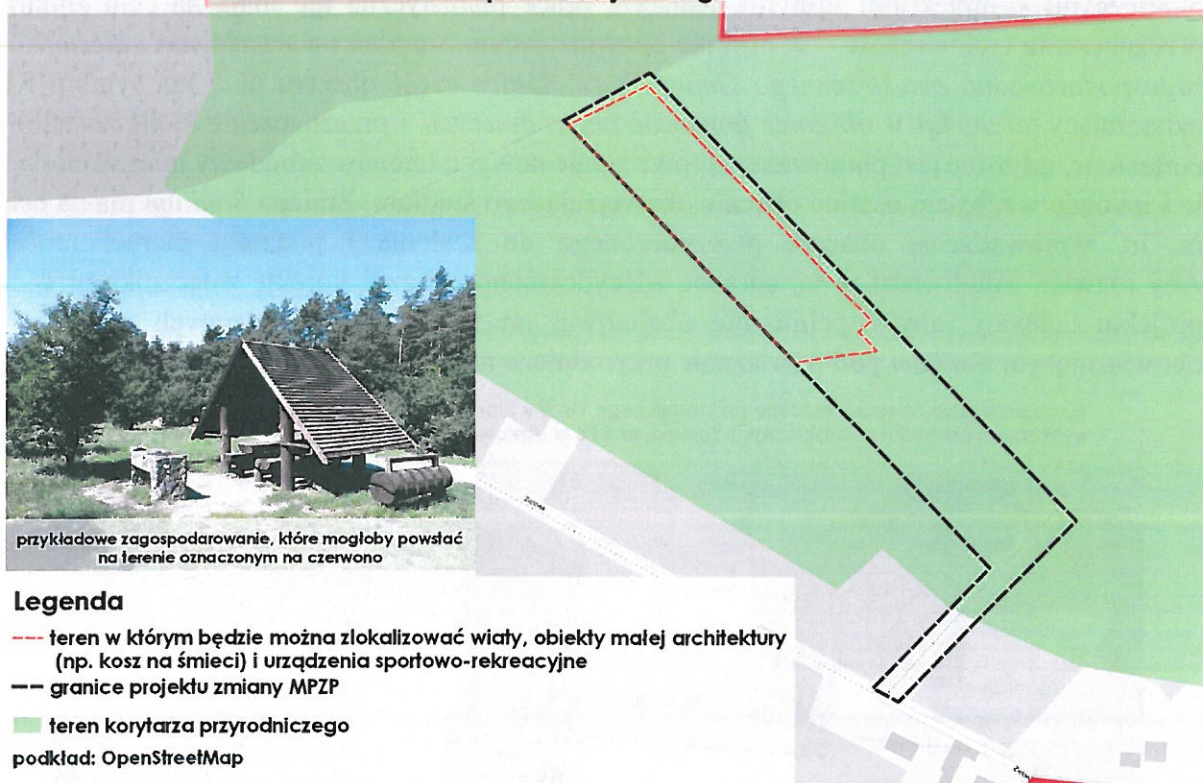 przykładowe zagospodarowanie, które mogłoby powstać
na terenie oznaczonym na czerwono
Legenda
teren w którym będzie można zlokalizować wiaty, obiekty małej architektury
(np. kosz na śmieci) i urządzenia sportowo-rekreacyjne
granice projektu zmiany MPZP
teren korytarza przyrodniczego
podkład: OpenStreetMap